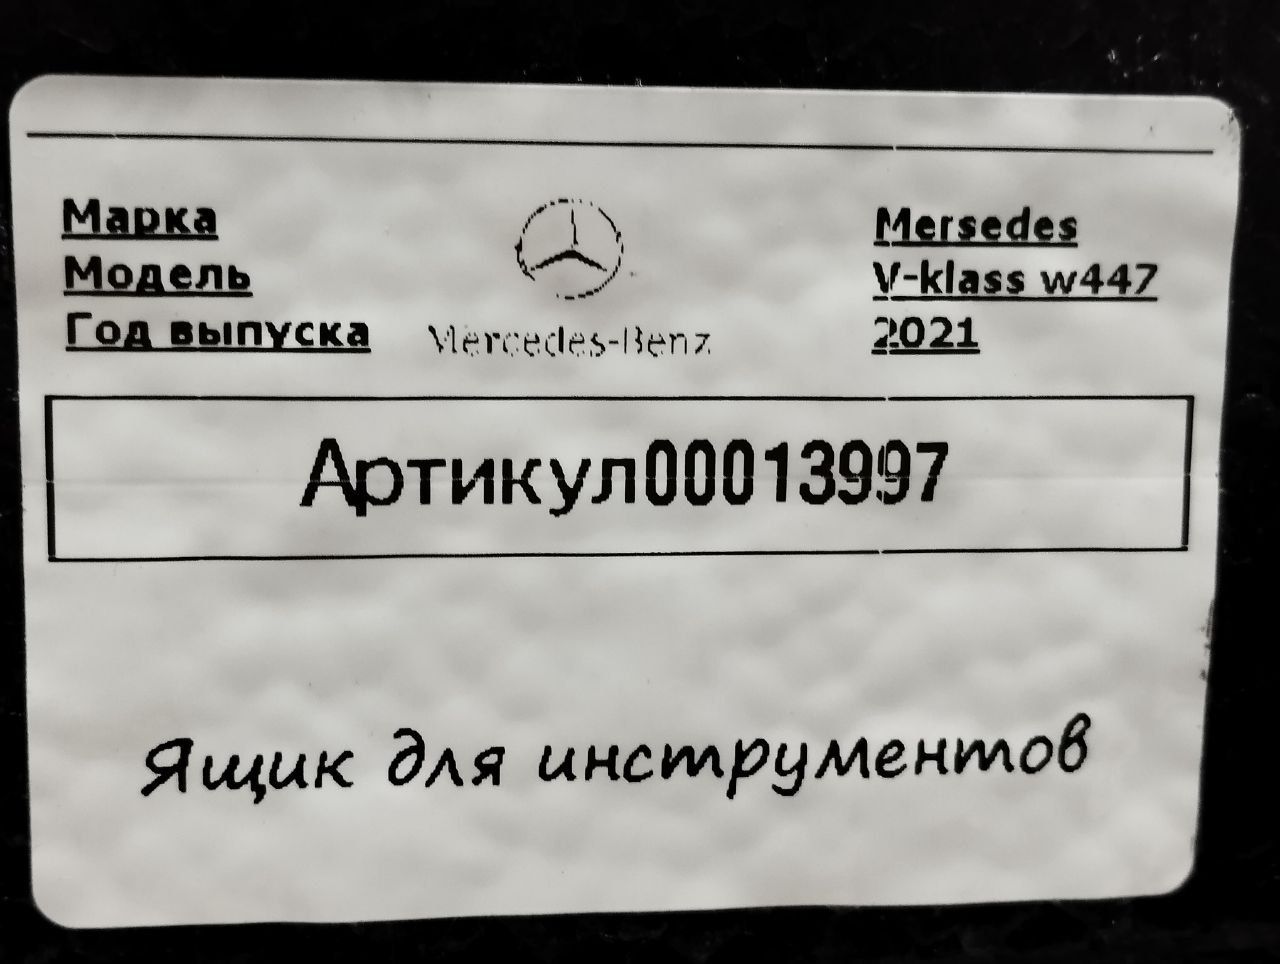 Марка Mersedes
Модель V-klass w447
Год выпуска 2021
Mercedes-Benz
Артикул00013997
Ящик для инструментов